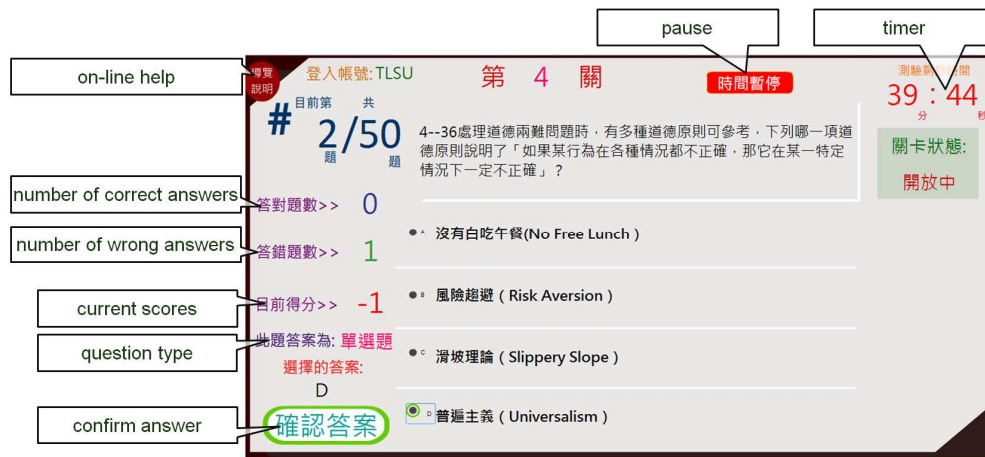 pause
timer
on-line help
導覽
說明
登入帳號:TLSU
第 4 關
時間暫停
39 : 44
分
秒
# 目前第 共
2/50
題
題
4--36處理道德兩難問題時，有多種道德原則可參考，下列哪一項道
德原則說明了「如果某行為在各種情況都不正確，那它在某一特定
情況下一定不正確」？
關卡狀態:
開放中
number of correct answers
答對題數>> 0
number of wrong answers
答錯題數>> 1
A 沒有白吃午餐(No Free Lunch）
current scores
目前得分>> -1
B 風險趨避（Risk Aversion）
question type
此題答案為: 單選題
選擇的答案:
D
C 滑坡理論（Slippery Slope）
confirm answer
確認答案
D 普遍主義（Universalism）